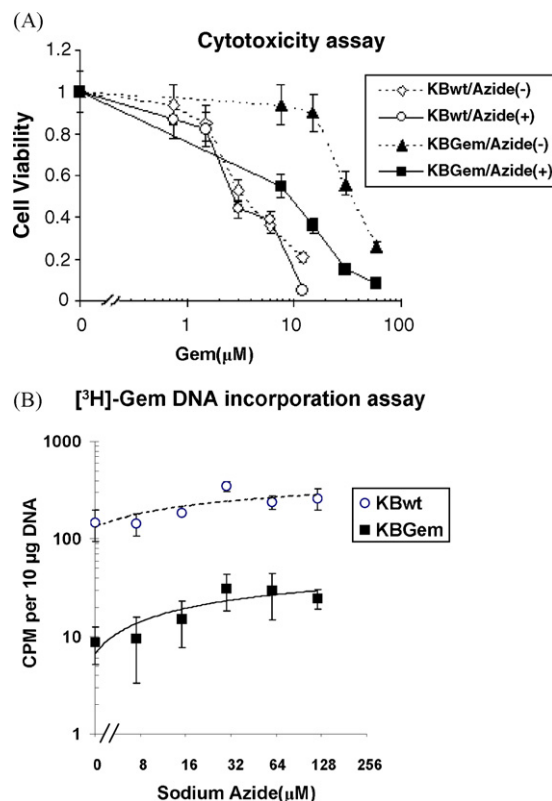 (A)
Cytotoxicity assay
Cell Viability
1.2
1
0.8
0.6
0.4
0.2
0
0
1
10
100
Gem(μM)
KBwt/Azide(-)
KBwt/Azide(+)
KBGem/Azide(-)
KBGem/Azide(+)
(B)
[³H]-Gem DNA incorporation assay
CPM per 10 µg DNA
1000
100
10
1
0
8
16
32
64
128
256
Sodium Azide(μM)
KBwt
KBGem